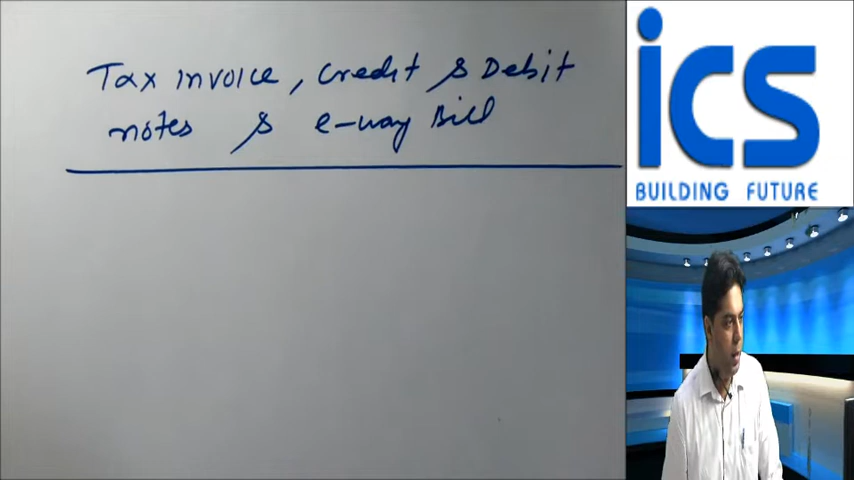 Tax invoice, Credit & Debit
notes & e-way Bill
ics
BUILDING FUTURE